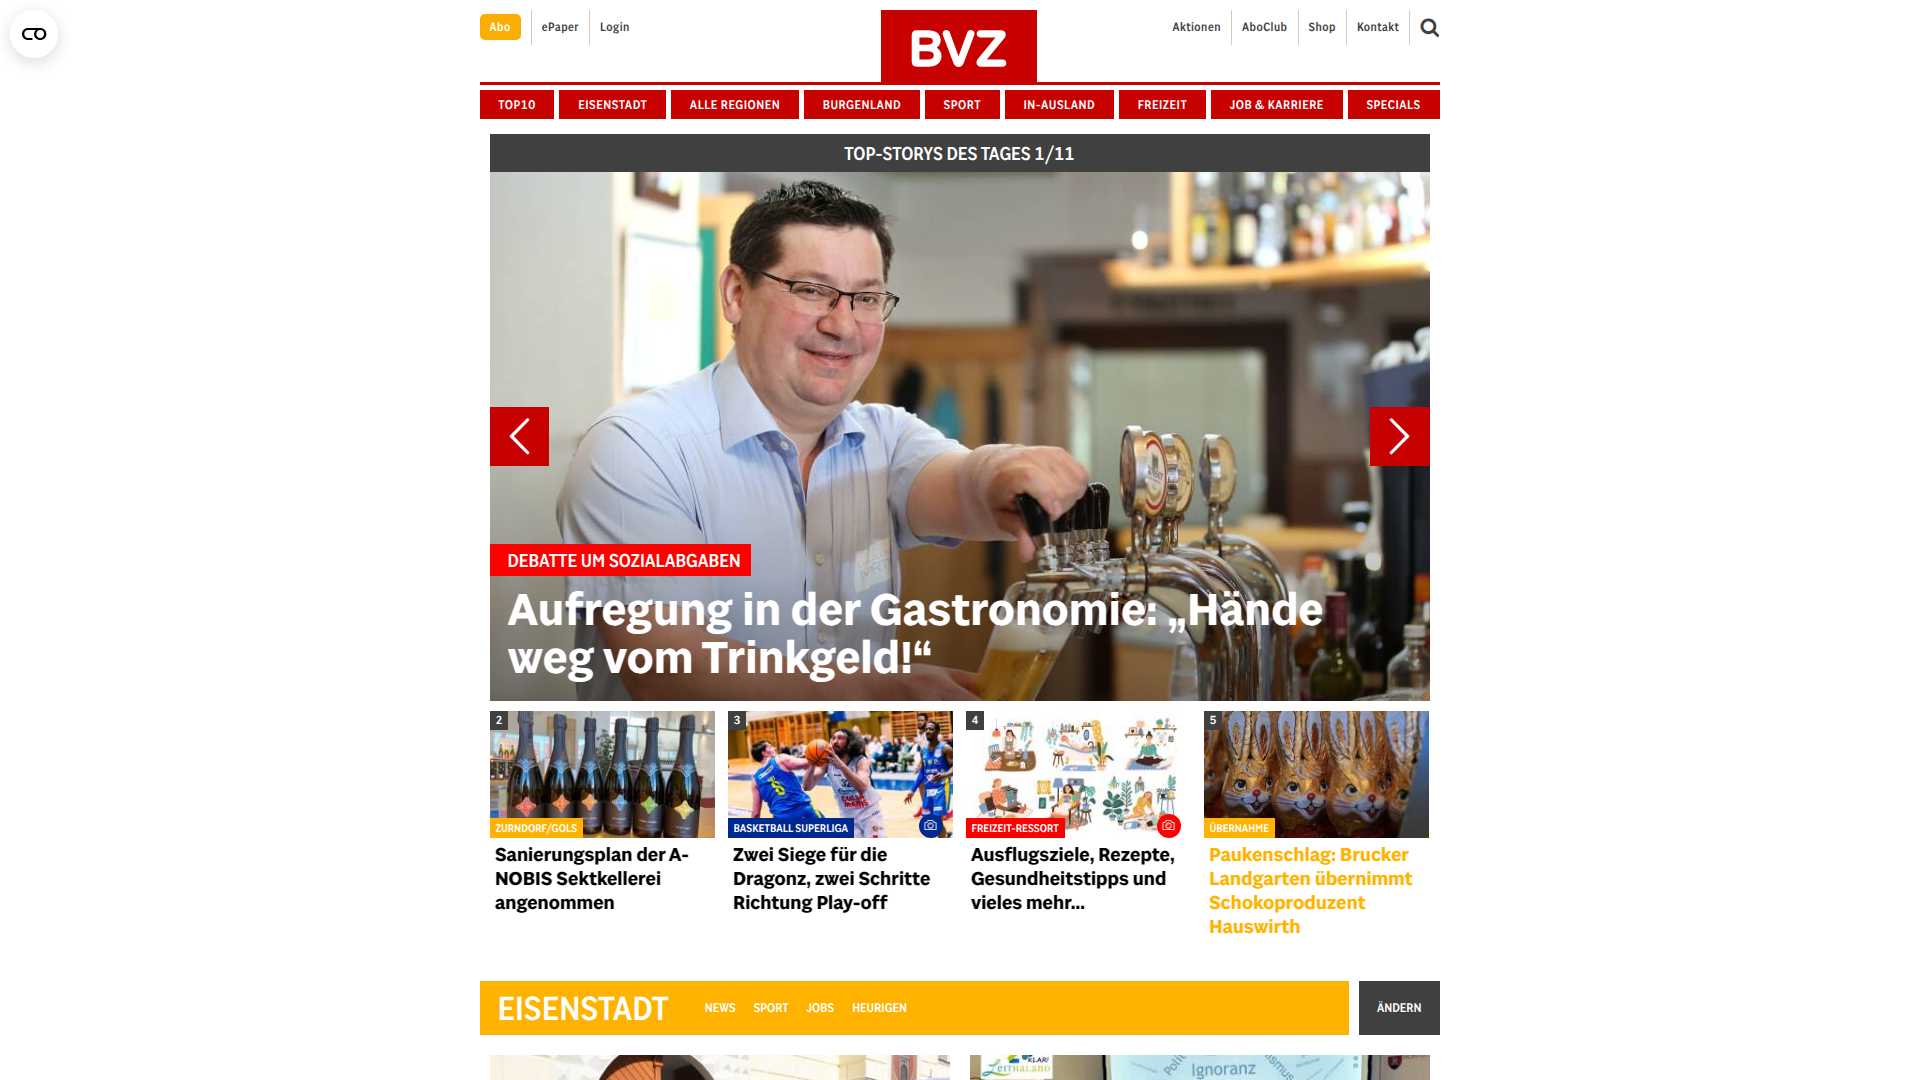 Abo
ePaper
Login
BVZ
Aktionen
AboClub
Shop
Kontakt
TOP10
EISENSTADT
ALLE REGIONEN
BURGENLAND
SPORT
IN-AUSLAND
FREIZEIT
JOB & KARRIERE
SPECIALS
TOP-STORYS DES TAGES 1/11
DEBATTE UM SOZIALABGABEN
Aufregung in der Gastronomie: „Hände
weg vom Trinkgeld!“
2
ZURNDORF/GOLS
Sanierungsplan der A-
NOBIS Sektkellerei
angenommen
3
BASKETBALL SUPERLIGA
Zwei Siege für die
Dragonz, zwei Schritte
Richtung Play-off
4
FREIZEIT-RESSORT
Ausflugsziele, Rezepte,
Gesundheitstipps und
vieles mehr...
5
ÜBERNAHME
Paukenschlag: Brucker
Landgarten übernimmt
Schokoproduzent
Hauswirth
EISENSTADT
NEWS
SPORT
JOBS
HEURIGEN
ÄNDERN
KLAR!
LEITHALAND
Ignoranz